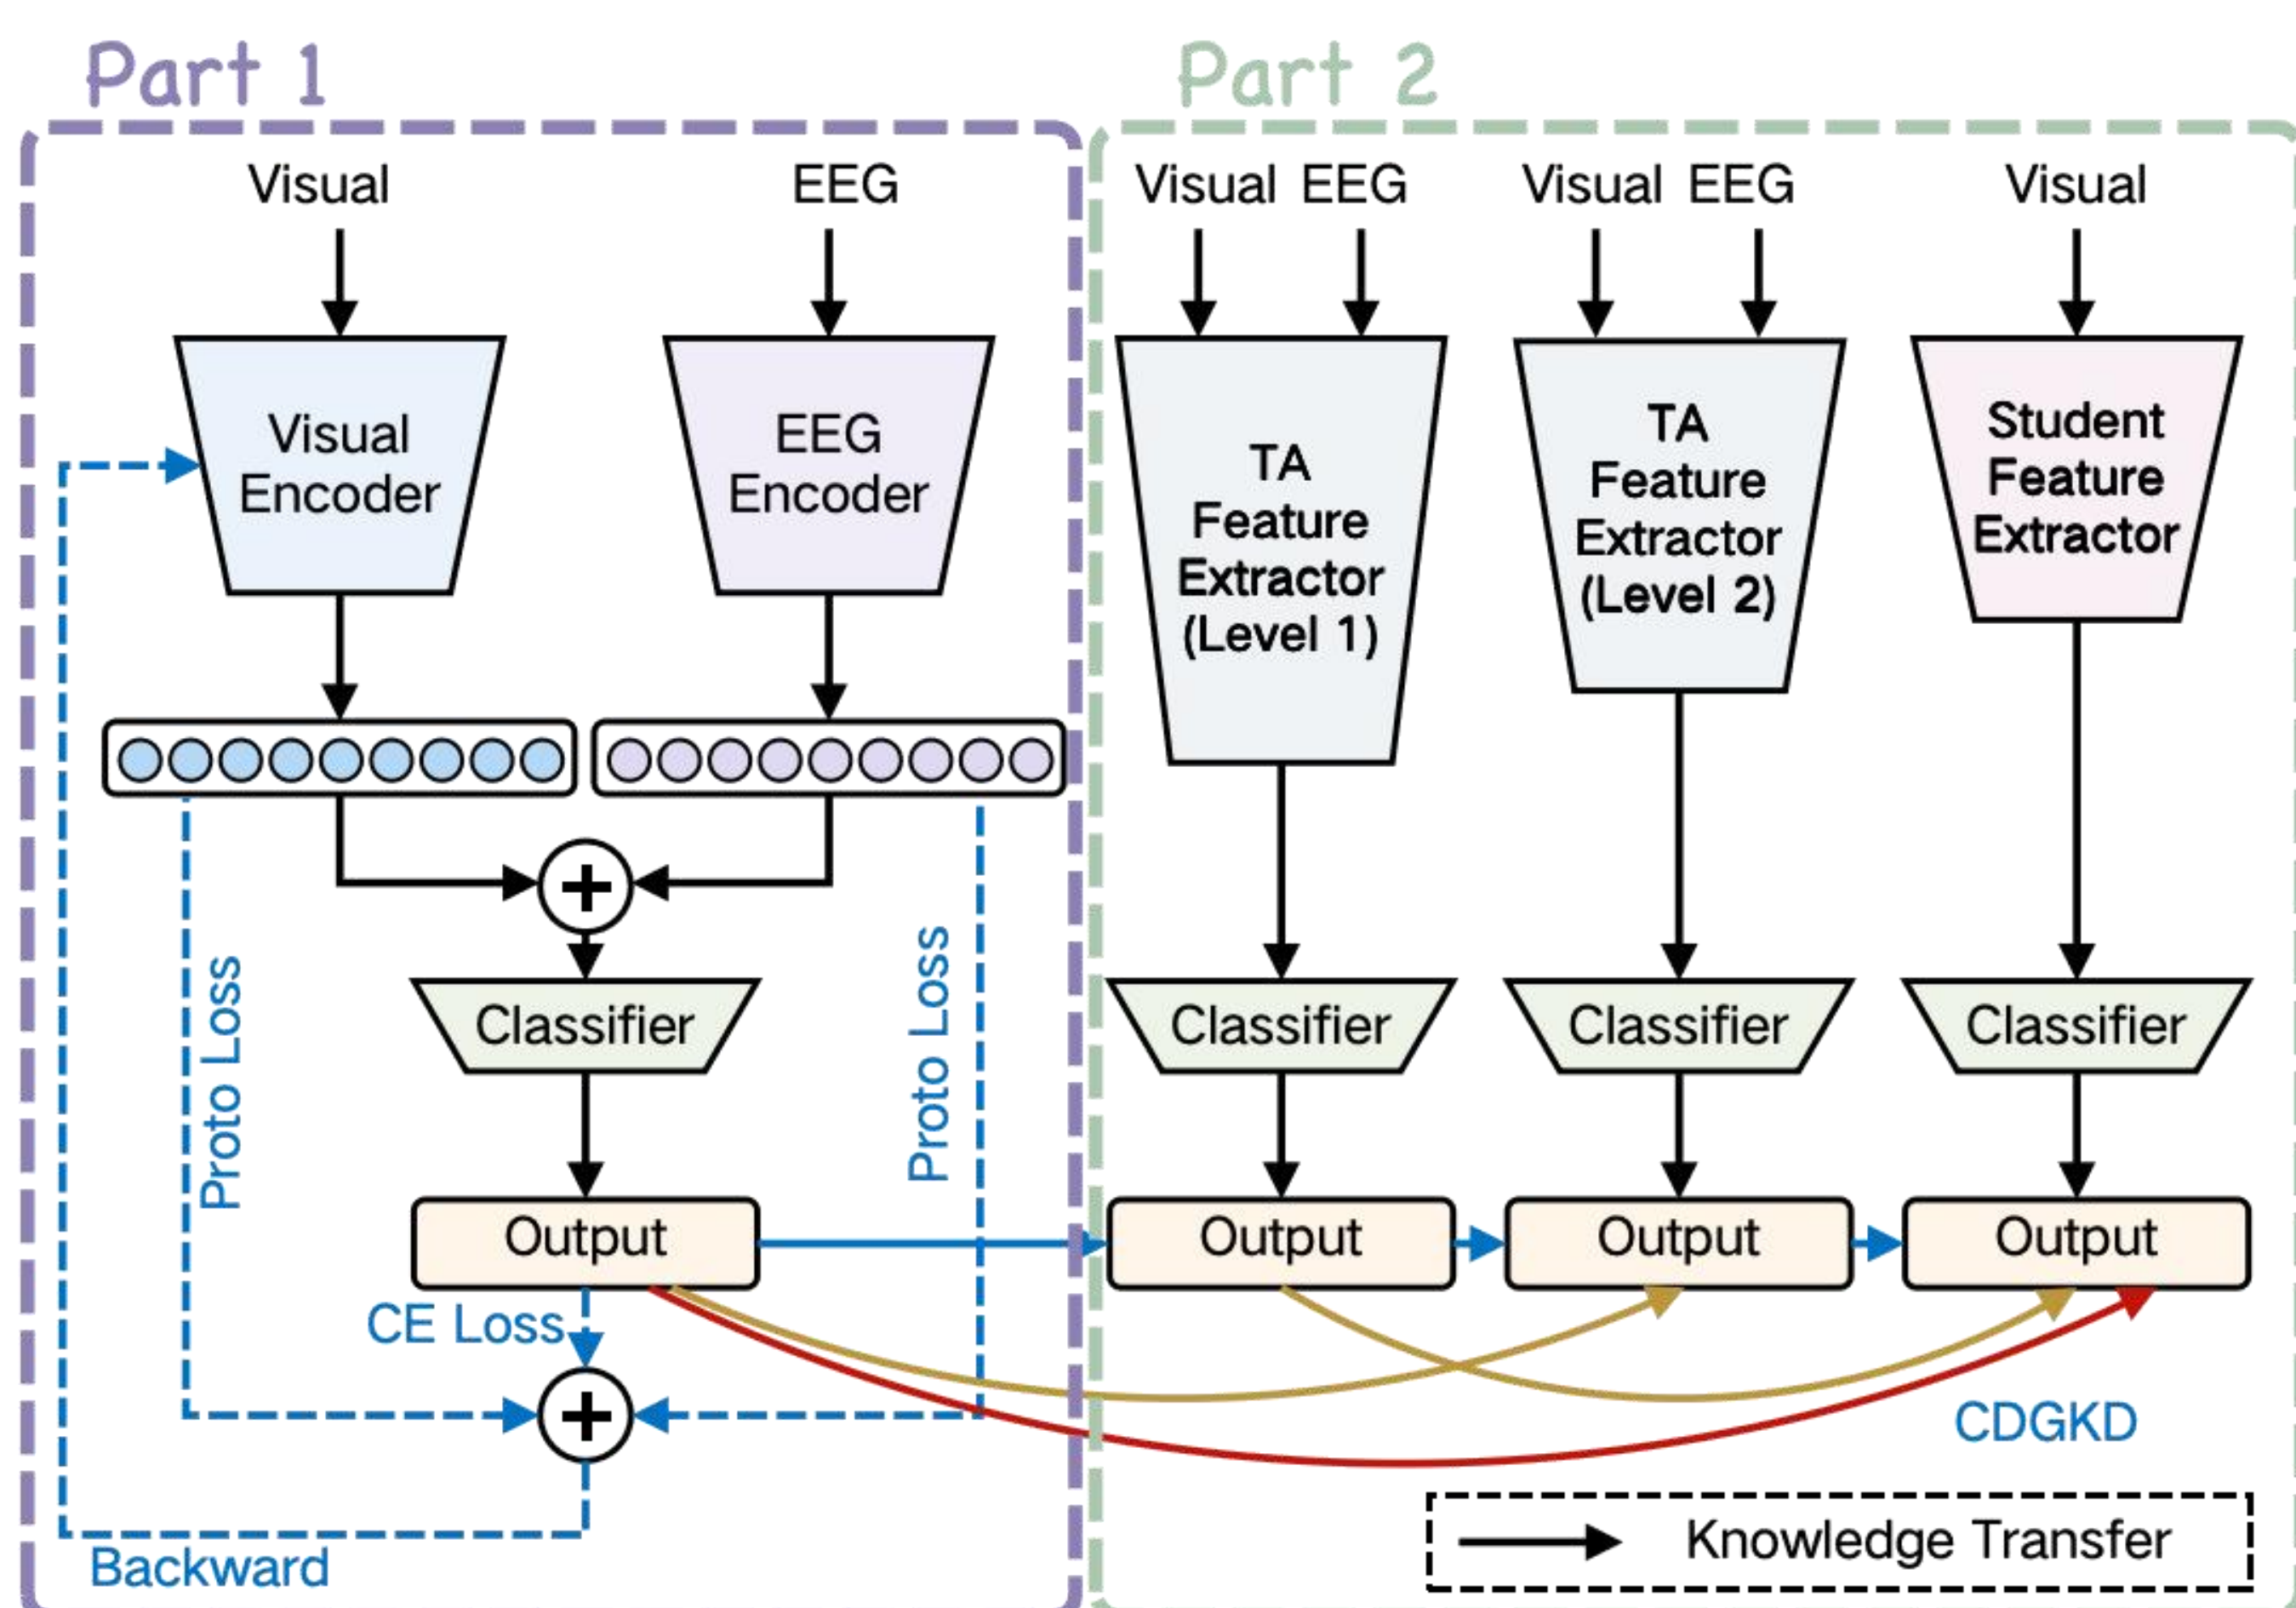 Part 1
Visual
EEG
Visual
Encoder
EEG
Encoder
Proto Loss
Proto Loss
Classifier
Output
CE Loss
Backward
Part 2
Visual EEG
Visual EEG
Visual
TA
Feature
Extractor
(Level 1)
TA
Feature
Extractor
(Level 2)
Student
Feature
Extractor
Classifier
Classifier
Classifier
Output
Output
Output
CDGKD
Knowledge Transfer